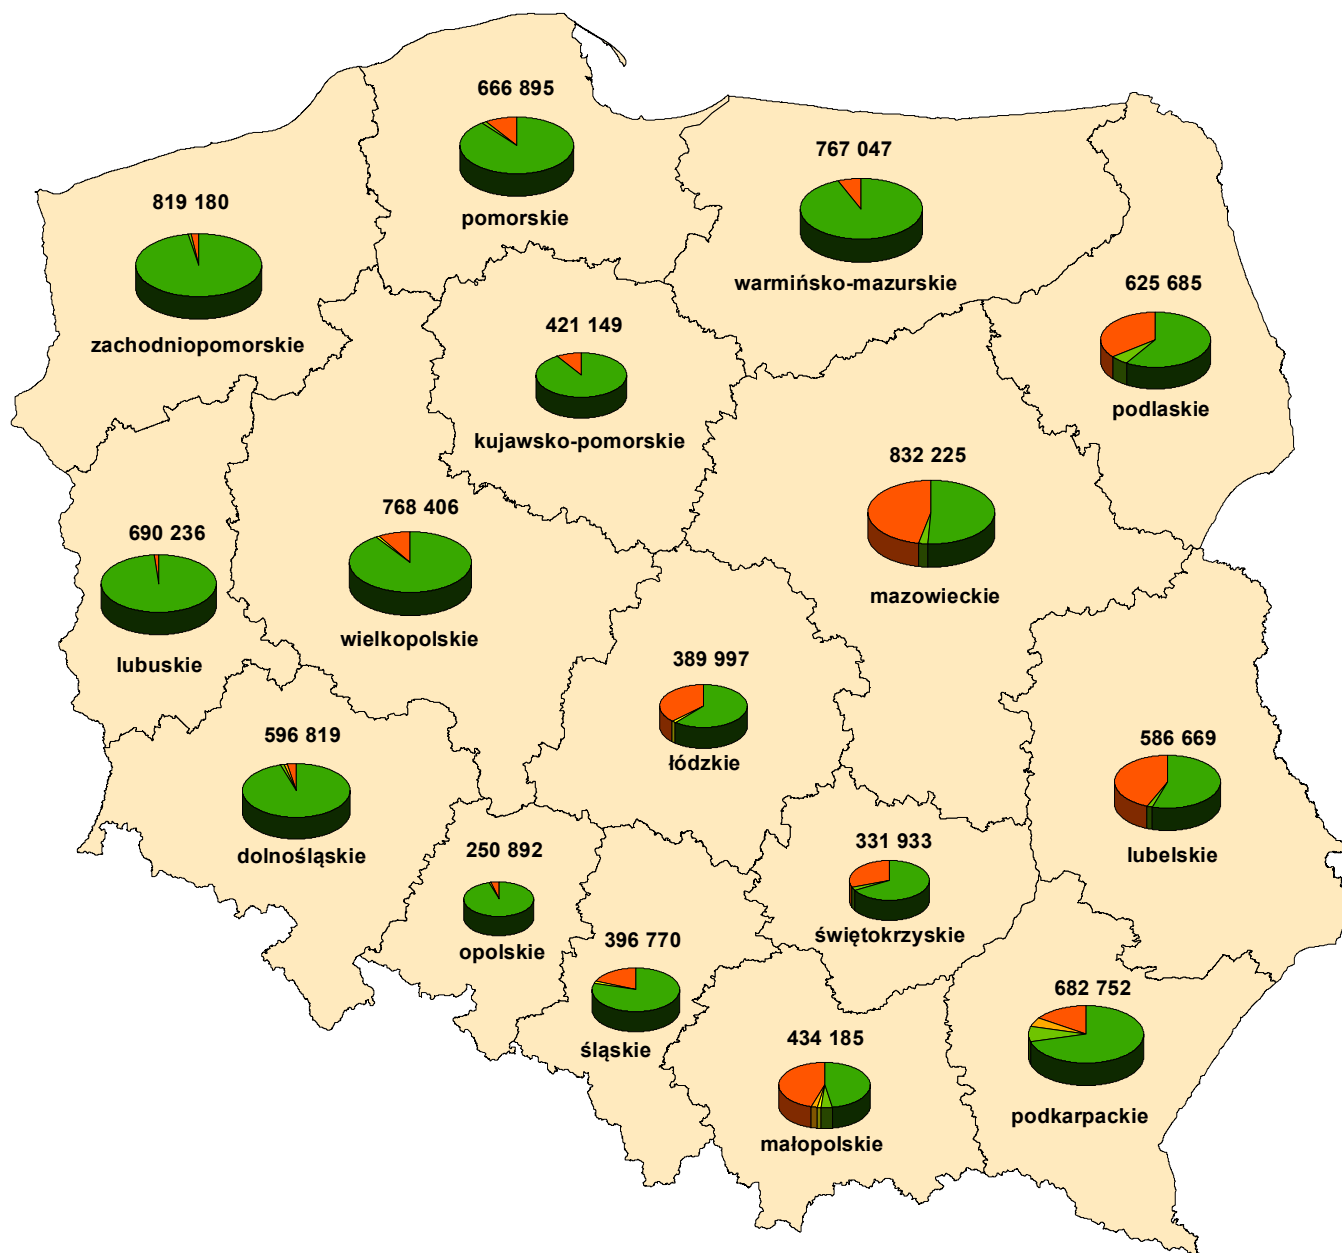 666 895
pomorskie
767 047
warmińsko-mazurskie
819 180
zachodniopomorskie
625 685
podlaskie
421 149
kujawsko-pomorskie
832 225
mazowieckie
768 406
wielkopolskie
690 236
lubuskie
389 997
łódzkie
596 819
dolnośląskie
586 669
lubelskie
331 933
świętokrzyskie
250 892
opolskie
396 770
śląskie
682 752
podkarpackie
434 185
małopolskie